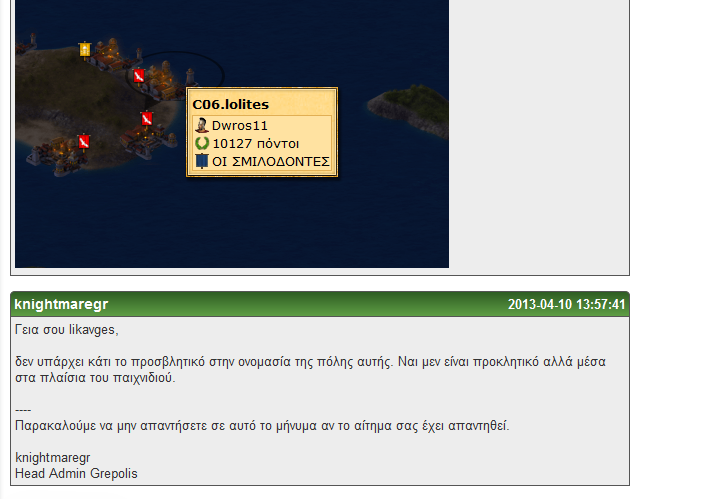 C06.lolites
Dwros11
10127 πόντοι
ΟΙ ΣΜΙΛΟΔΟΝΤΕΣ
knightmaregr 2013-04-10 13:57:41
Γεια σου likavges,
δεν υπάρχει κάτι το προσβλητικό στην ονομασία της πόλης αυτής. Ναι μεν είναι προκλητικό αλλά μέσα
στα πλαίσια του παιχνιδιού.
----
Παρακαλούμε να μην απαντήσετε σε αυτό το μήνυμα αν το αίτημα σας έχει απαντηθεί.
knightmaregr
Head Admin Grepolis